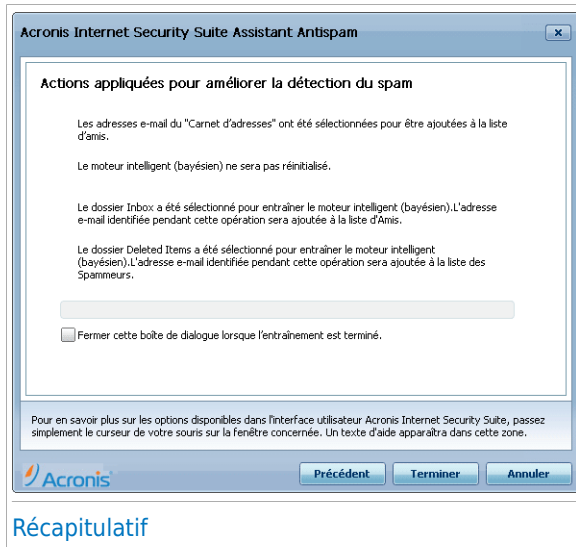 Acronis Internet Security Suite Assistant Antispam
Actions appliquées pour améliorer la détection du spam
Les adresses e-mail du "Carnet d'adresses" ont été sélectionnées pour être ajoutées à la liste
d'amis.
Le moteur intelligent (bayésien) ne sera pas réinitialisé.
Le dossier Inbox a été sélectionné pour entraîner le moteur intelligent (bayésien).L'adresse
e-mail identifiée pendant cette opération sera ajoutée à la liste d'Amis.
Le dossier Deleted Items a été sélectionné pour entraîner le moteur intelligent
(bayésien).L'adresse e-mail identifiée pendant cette opération sera ajoutée à la liste des
Spammeurs.
Fermer cette boîte de dialogue lorsque l'entraînement est terminé.
Pour en savoir plus sur les options disponibles dans l'interface utilisateur Acronis Internet Security Suite, passez
simplement le curseur de votre souris sur la fenêtre concernée. Un texte d'aide apparaîtra dans cette zone.
Acronis
Précédent Terminer Annuler
Récapitulatif